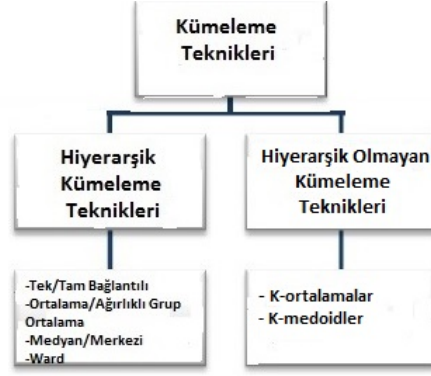 Kümeleme
Teknikleri
Hiyerarşik
Kümeleme
Teknikleri
Hiyerarşik Olmayan
Kümeleme
Teknikleri
-Tek/Tam Bağlantılı
-Ortalama/Ağırlıklı Grup
Ortalama
-Medyan/Merkezi
-Ward
- K-ortalamalar
- K-medoidler